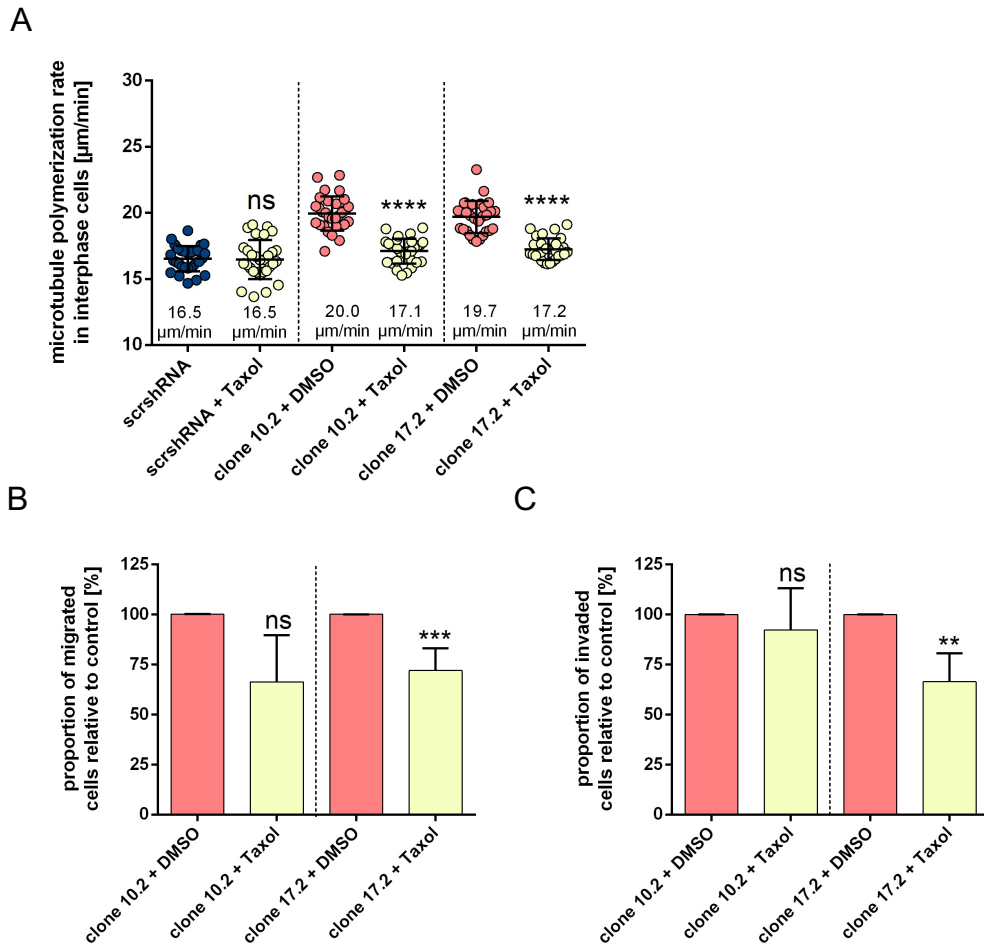 A
microtubule polymerization rate
in interphase cells [µm/min]
30
25
20
15
10
ns
****
****
16.5
µm/min
16.5
µm/min
20.0
µm/min
17.1
µm/min
19.7
µm/min
17.2
µm/min
scrshRNA
scrshRNA + Taxol
clone 10.2 + DMSO
clone 10.2 + Taxol
clone 17.2 + DMSO
clone 17.2 + Taxol
B
proportion of migrated
cells relative to control [%]
125
100
75
50
25
0
ns
***
clone 10.2 + DMSO
clone 10.2 + Taxol
clone 17.2 + DMSO
clone 17.2 + Taxol
C
proportion of invaded
cells relative to control [%]
125
100
75
50
25
0
ns
**
clone 10.2 + DMSO
clone 10.2 + Taxol
clone 17.2 + DMSO
clone 17.2 + Taxol